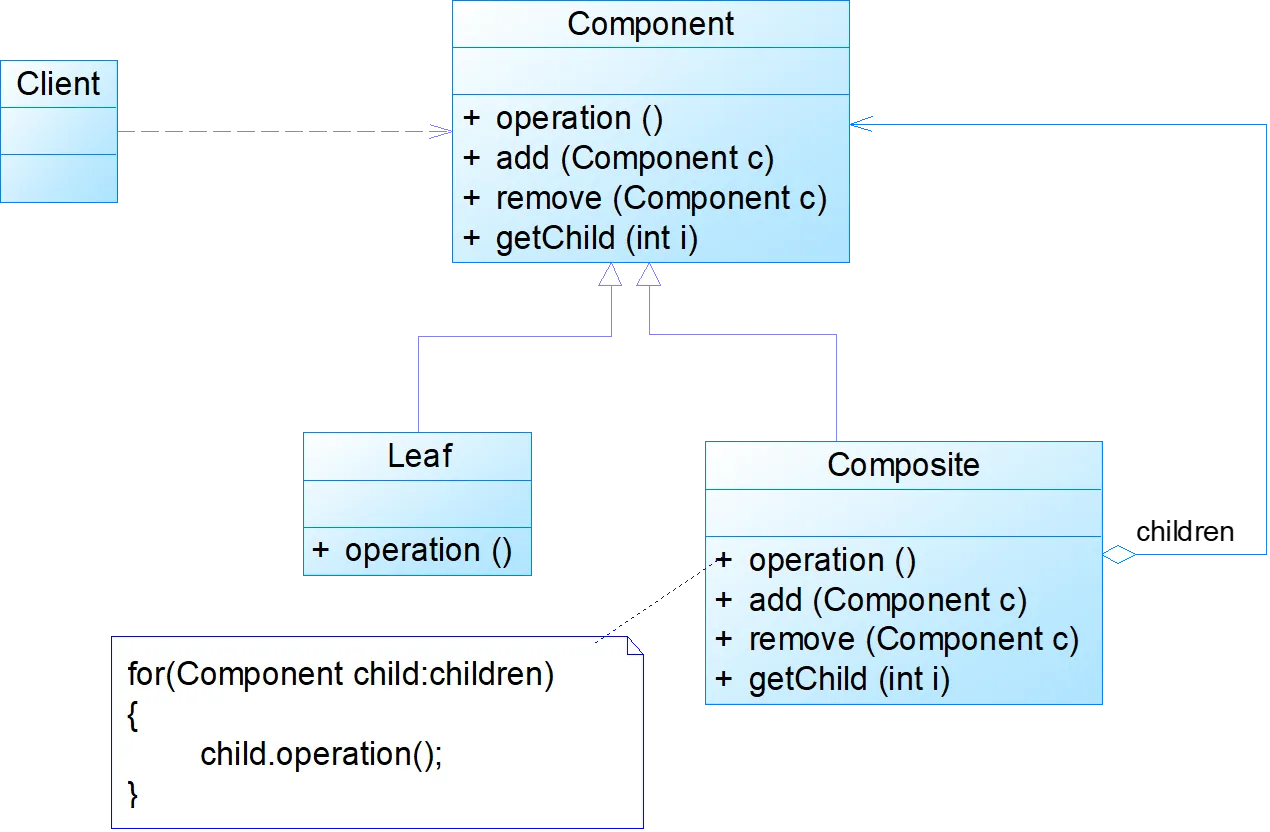 Component
Client
+ operation ()
+ add (Component c)
+ remove (Component c)
+ getChild (int i)
Leaf
+ operation ()
Composite
+ operation ()
+ add (Component c)
+ remove (Component c)
+ getChild (int i)
children
for(Component child:children)
{
child.operation();
}